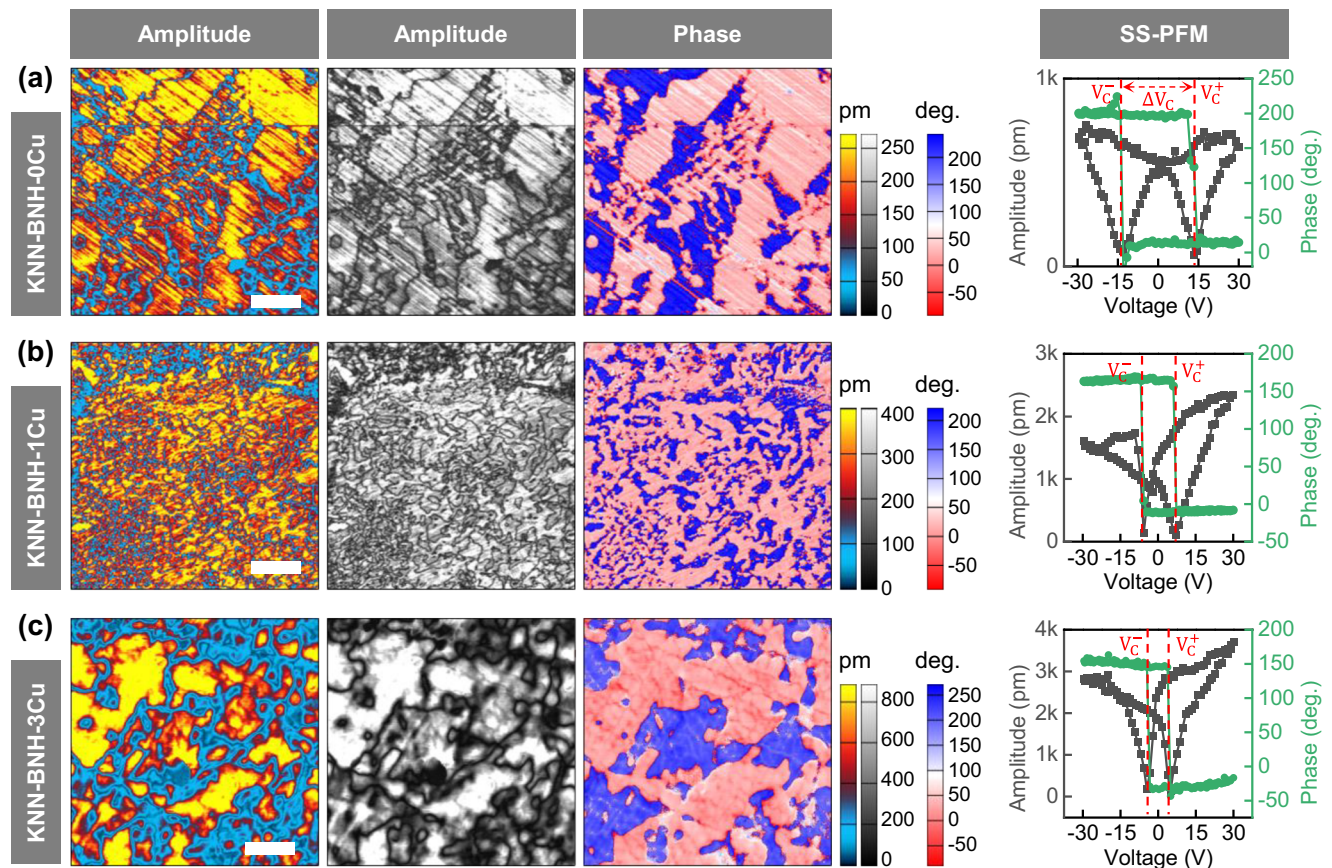 Amplitude
Amplitude
Phase
SS-PFM
(a)
KNN-BNH-0Cu
pm
250
200
150
100
50
0
deg.
200
150
100
50
0
-50
1k
0
Amplitude (pm)
V_C^-
ΔV_C
V_C^+
250
200
150
100
50
0
Phase (deg.)
-30 -15 0 15 30
Voltage (V)
(b)
KNN-BNH-1Cu
pm
400
300
200
100
0
deg.
200
150
100
50
0
-50
3k
2k
1k
0
Amplitude (pm)
V_C^-
V_C^+
200
150
100
50
0
-50
Phase (deg.)
-30 -15 0 15 30
Voltage (V)
(c)
KNN-BNH-3Cu
pm
800
600
400
200
0
deg.
250
200
150
100
50
0
-50
4k
3k
2k
1k
0
Amplitude (pm)
V_C^-
V_C^+
200
150
100
50
0
-50
Phase (deg.)
-30 -15 0 15 30
Voltage (V)